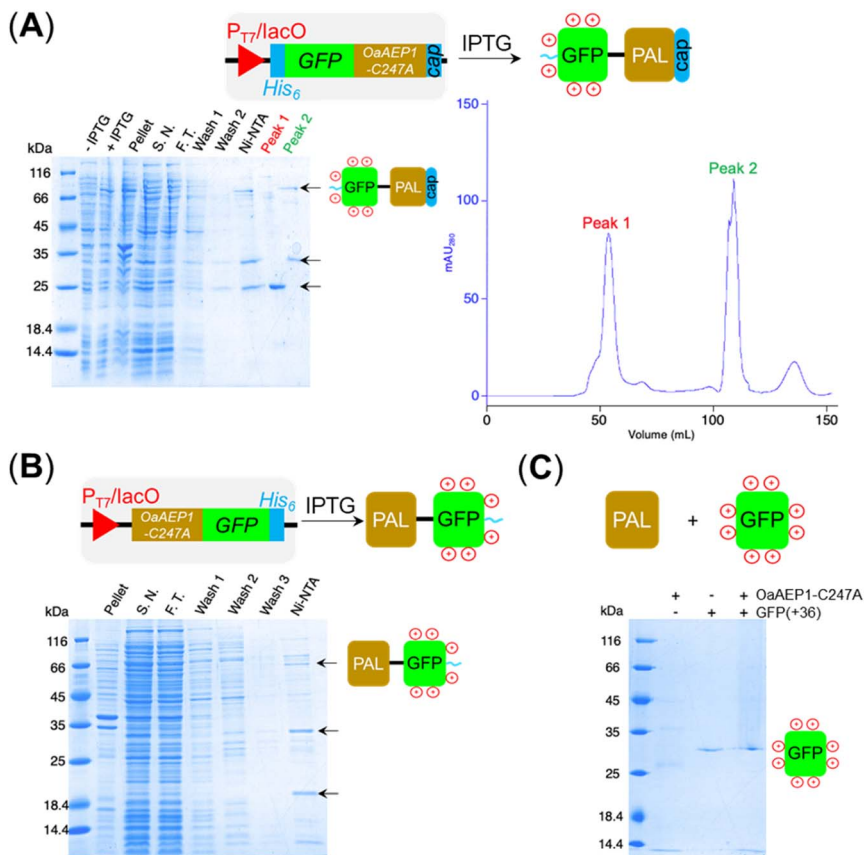 (A)
P_T7/lacO
GFP
OaAEP1
-C247A
cap
His₆
IPTG
GFP
PAL
cap
kDa
- IPTG
+ IPTG
Pellet
S. N.
F. T.
Wash 1
Wash 2
Ni-NTA
Peak 1
Peak 2
116
66
45
35
25
18.4
14.4
GFP
PAL
cap
150
100
50
0
mAU₂₈₀
Peak 1
Peak 2
0
50
100
150
Volume (mL)
(B)
P_T7/lacO
OaAEP1
-C247A
GFP
His₆
IPTG
PAL
GFP
kDa
Pellet
S. N.
F. T.
Wash 1
Wash 2
Wash 3
Ni-NTA
116
66
45
35
25
18.4
14.4
PAL
GFP
(C)
PAL
+
GFP
+ - + OaAEP1-C247A
- + + GFP(+36)
kDa
116
66
45
35
25
18.4
14.4
GFP